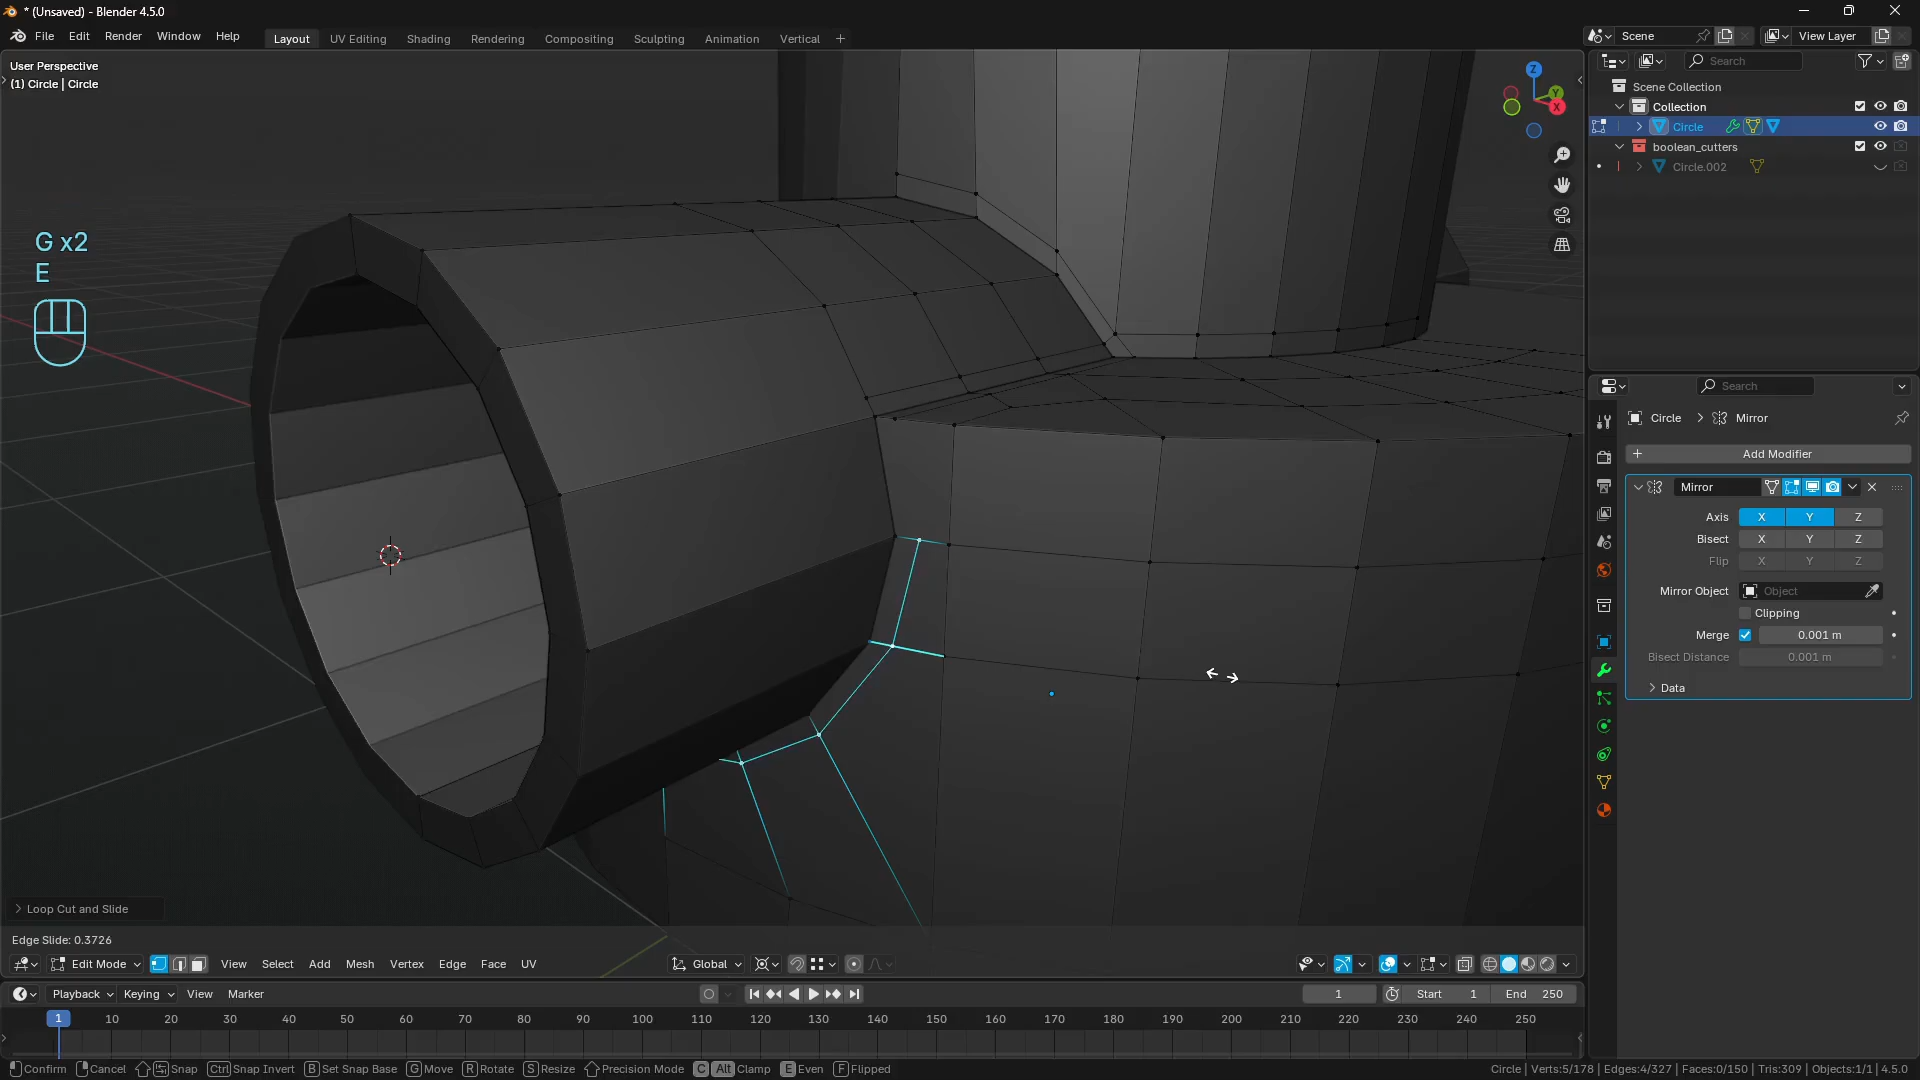 * (Unsaved) - Blender 4.5.0
File Edit Render Window Help
Layout UV Editing Shading Rendering Compositing Sculpting Animation Vertical +
Scene View Layer
User Perspective
(1) Circle | Circle
Z
Y
X
G x2
E
Search
Scene Collection
Collection
Circle
boolean_cutters
Circle.002
Search
Circle > Mirror
+ Add Modifier
Mirror
Axis X Y Z
Bisect X Y Z
Flip X Y Z
Mirror Object Object
Clipping
Merge 0.001 m
Bisect Distance 0.001 m
Data
Loop Cut and Slide
Edge Slide: 0.3726
Edit Mode View Select Add Mesh Vertex Edge Face UV Global
Playback Keying View Marker 1 Start 1 End 250
1 10 20 30 40 50 60 70 80 90 100 110 120 130 140 150 160 170 180 190 200 210 220 230 240 250
Confirm Cancel Snap Ctrl Snap Invert B Set Snap Base G Move R Rotate S Resize Precision Mode C Alt Clamp E Even F Flipped Circle | Verts:5/178 | Edges:4/327 | Faces:0/150 | Tris:309 | Objects:1/1 | 4.5.0